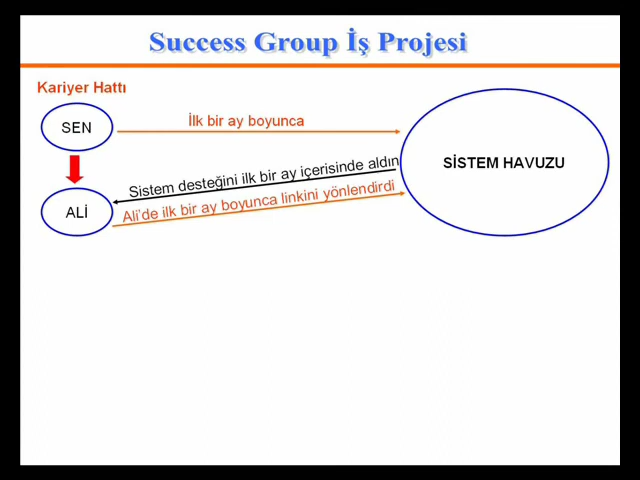 Success Group İş Projesi
Kariyer Hattı
SEN
İlk bir ay boyunca
SİSTEM HAVUZU
Sistem desteğini ilk bir ay içerisinde aldın
ALİ
Ali'de ilk bir ay boyunca linkini yönlendirdi